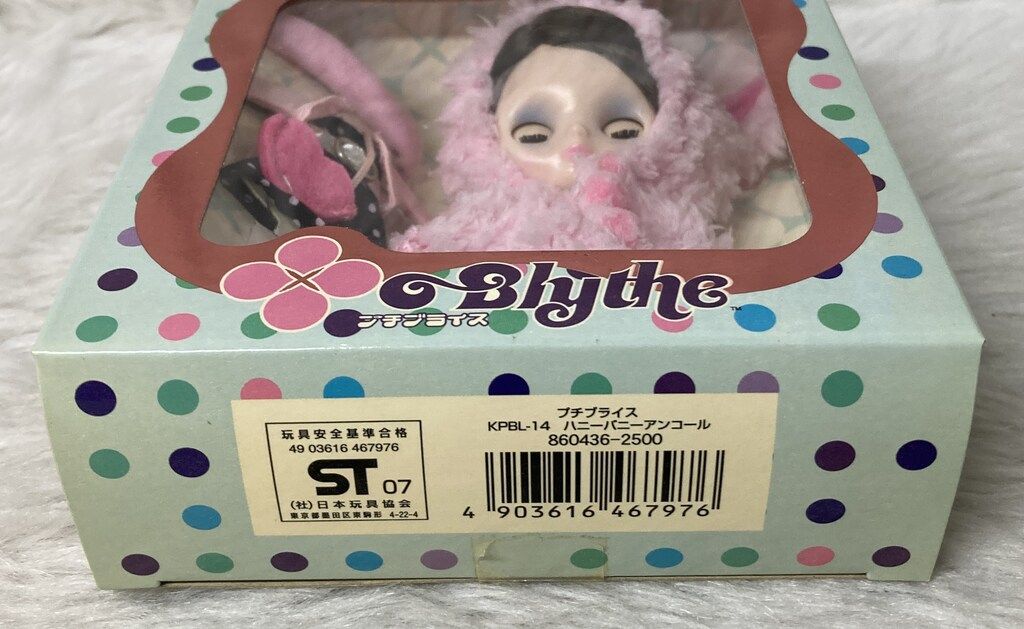 Blythe™
プチブライス
玩具安全基準合格
49 03616 467976
ST 07
(社)日本玩具協会
東京都墨田区東駒形 4-22-4
プチブライス
KPBL-14 ハニーバニーアンコール
860436-2500
4 903616 467976